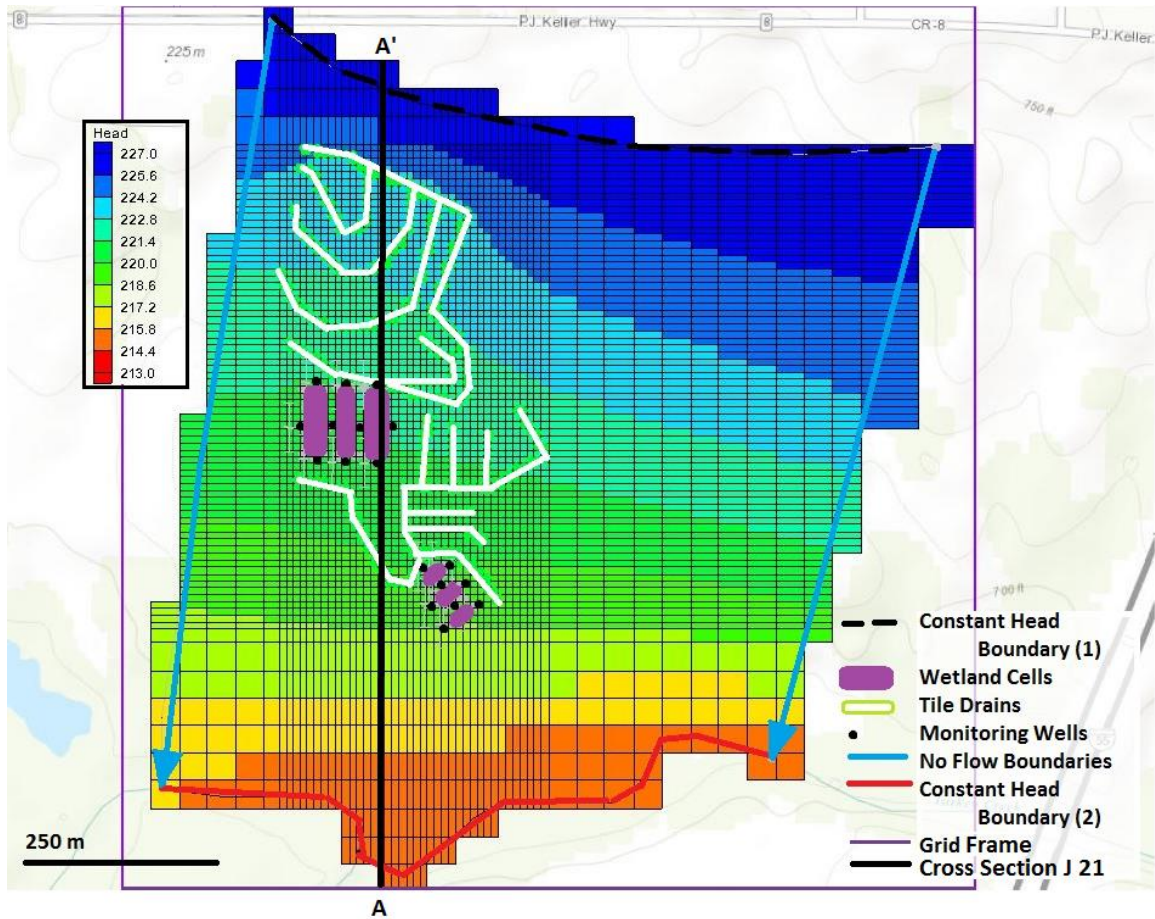 8
P.J. Keller Hwy
8
CR-8
P.J. Keller
225 m
A'
750 ft
Head
227.0
225.6
224.2
222.8
221.4
220.0
218.6
217.2
215.8
214.4
213.0
700 ft
Constant Head
Boundary (1)
Wetland Cells
Tile Drains
Monitoring Wells
No Flow Boundaries
Constant Head
Boundary (2)
Grid Frame
Cross Section J 21
55
250 m
A